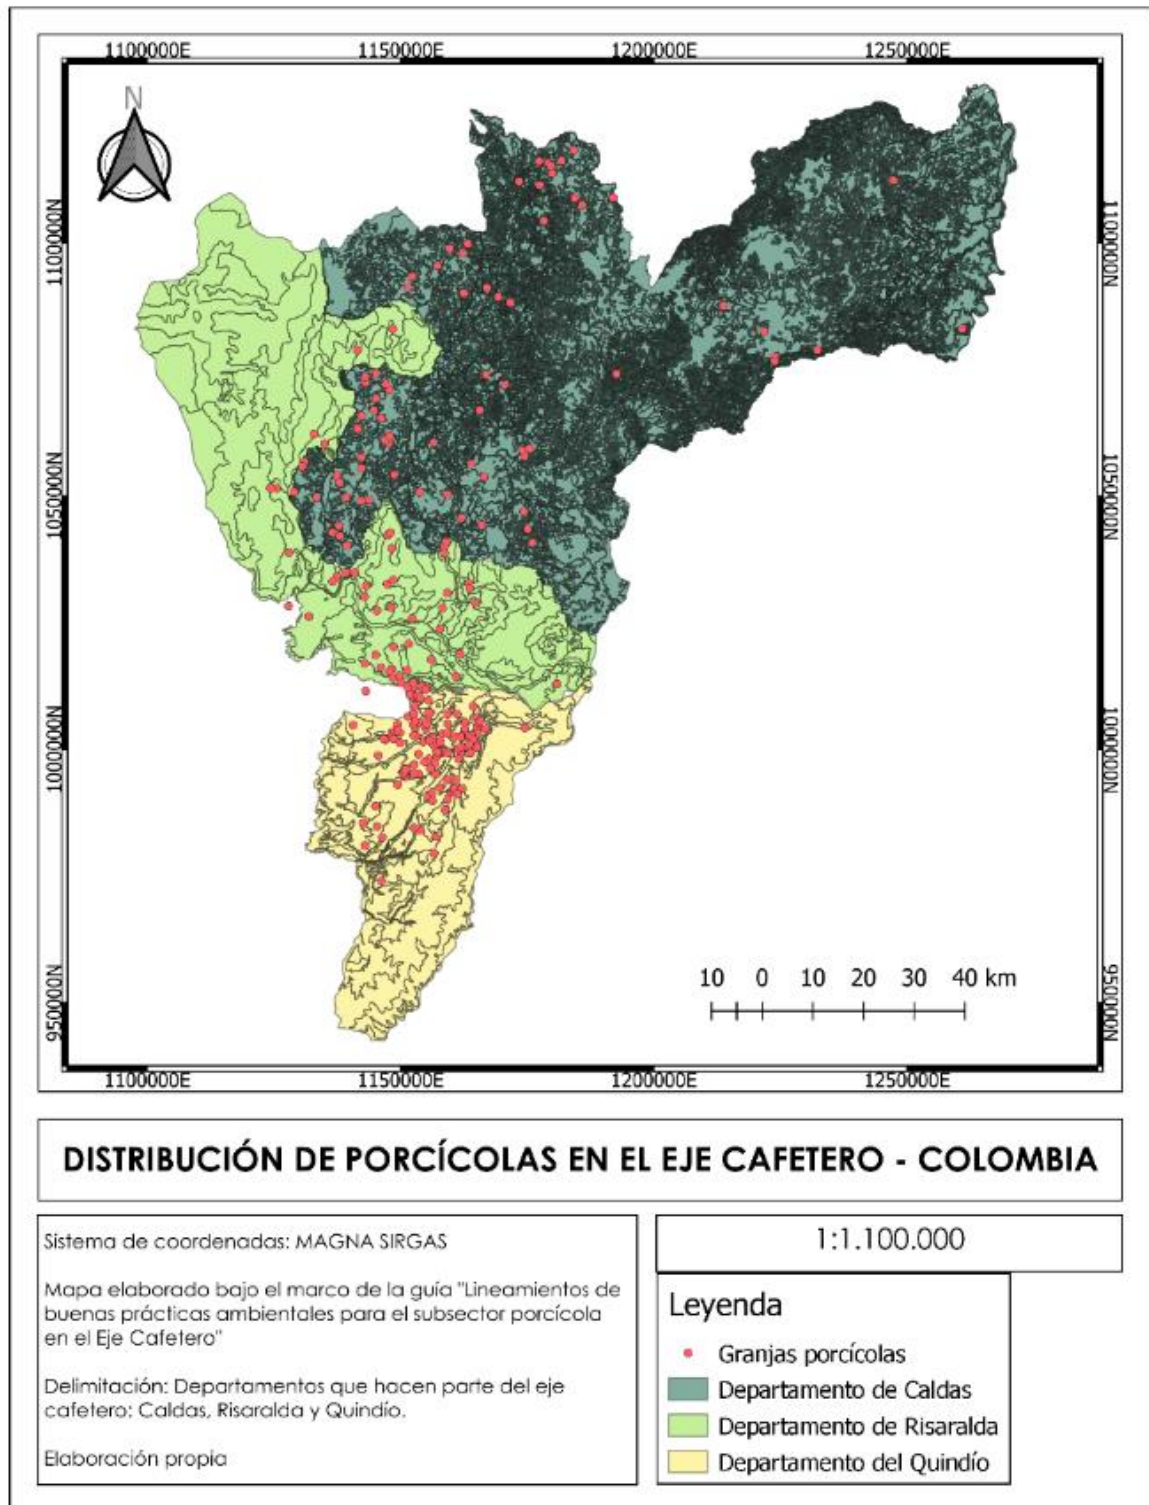 1100000E 1150000E 1200000E 1250000E
N
1100000N 1100000N
1050000N 1050000N
1000000N 1000000N
950000N 950000N
10 0 10 20 30 40 km
1100000E 1150000E 1200000E 1250000E
DISTRIBUCIÓN DE PORCÍCOLAS EN EL EJE CAFETERO - COLOMBIA
Sistema de coordenadas: MAGNA SIRGAS
Mapa elaborado bajo el marco de la guía "Lineamientos de
buenas prácticas ambientales para el subsector porcícola
en el Eje Cafetero"
Delimitación: Departamentos que hacen parte del eje
cafetero: Caldas, Risaralda y Quindío.
Elaboración propia
1:1.100.000
Leyenda
Granjas porcícolas
Departamento de Caldas
Departamento de Risaralda
Departamento del Quindío